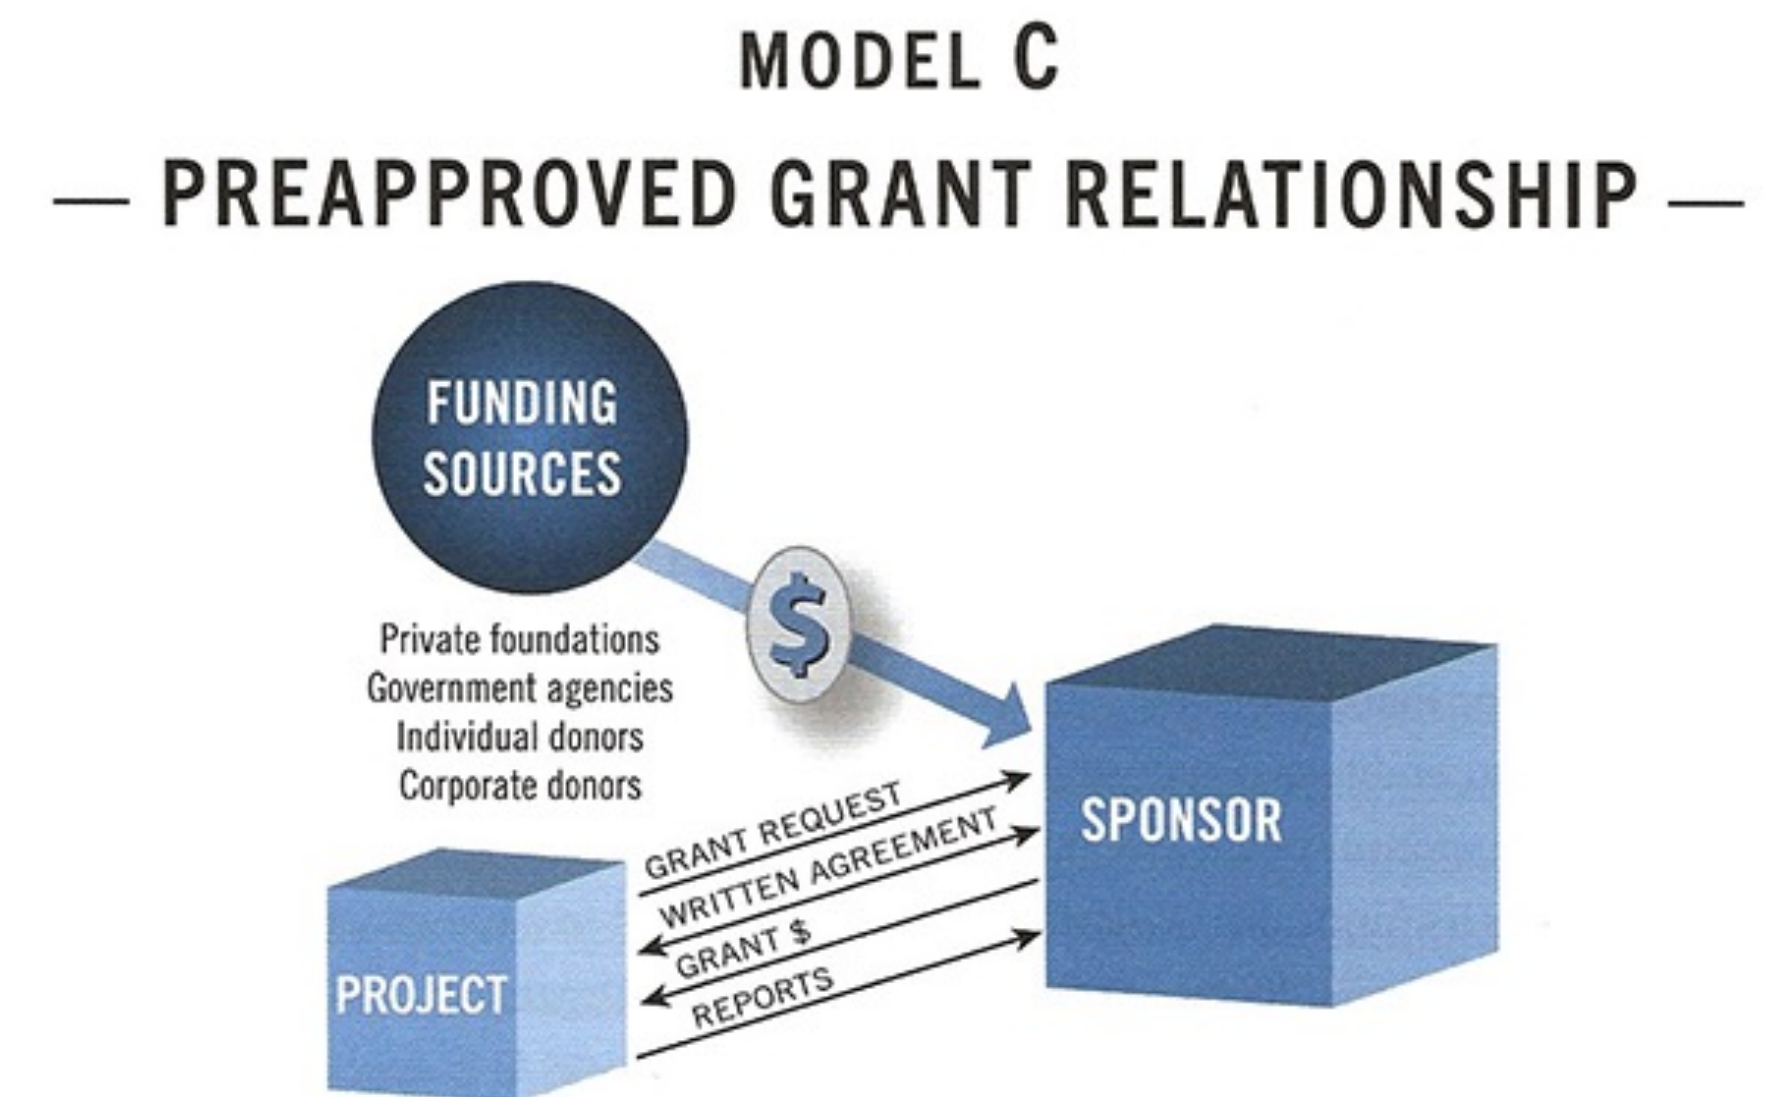 MODEL C
— PREAPPROVED GRANT RELATIONSHIP —
FUNDING
SOURCES
$
Private foundations
Government agencies
Individual donors
Corporate donors
GRANT REQUEST
WRITTEN AGREEMENT
GRANT $
REPORTS
SPONSOR
PROJECT